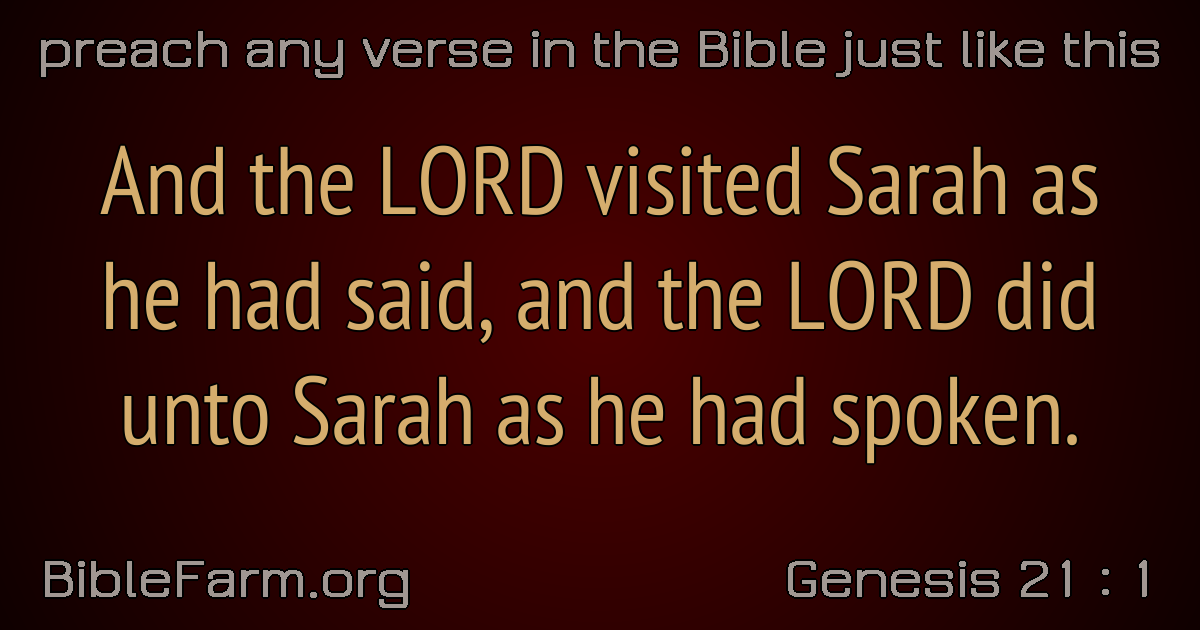 preach any verse in the Bible just like this
And the LORD visited Sarah as
he had said, and the LORD did
unto Sarah as he had spoken.
BibleFarm.org
Genesis 21 : 1